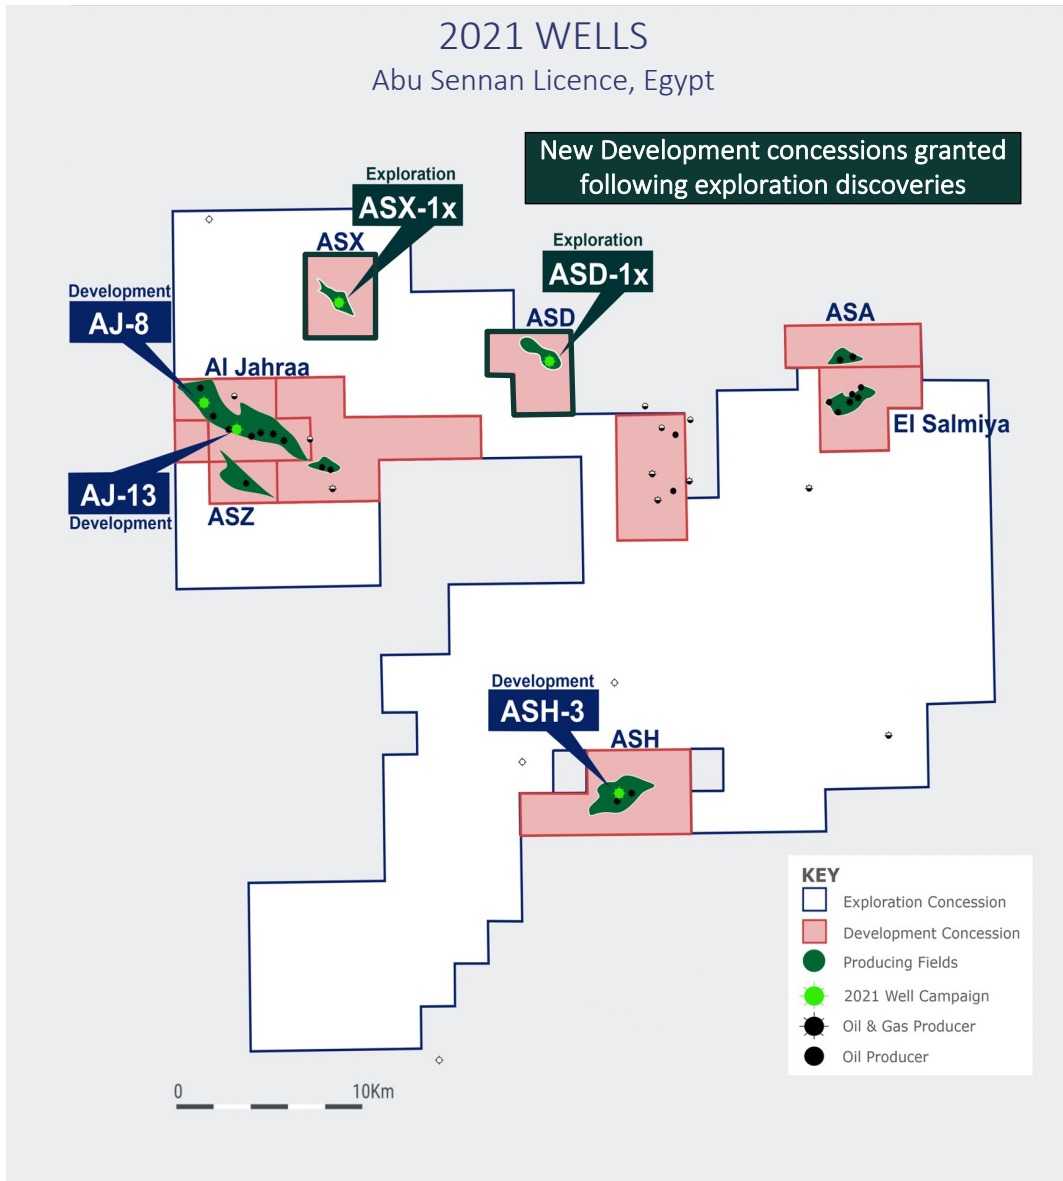 2021 WELLS
Abu Sennan Licence, Egypt
New Development concessions granted
following exploration discoveries
Exploration
ASX-1x
ASX
Exploration
ASD-1x
ASD
Development
AJ-8
Al Jahraa
ASA
El Salmiya
AJ-13
Development
ASZ
Development
ASH-3
ASH
KEY
Exploration Concession
Development Concession
Producing Fields
2021 Well Campaign
Oil & Gas Producer
Oil Producer
0 10Km